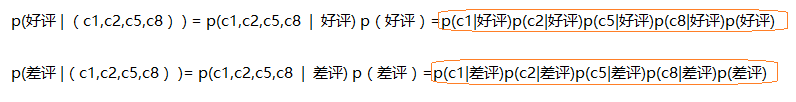 p(好评 |（c1,c2,c5,c8）) = p(c1,c2,c5,c8 | 好评) p（好评）=p(c1|好评)p(c2|好评)p(c5|好评)p(c8|好评)p(好评)
p(差评 |（c1,c2,c5,c8）)= p(c1,c2,c5,c8 | 差评) p（差评）=p(c1|差评)p(c2|差评)p(c5|差评)p(c8|差评)p(差评)